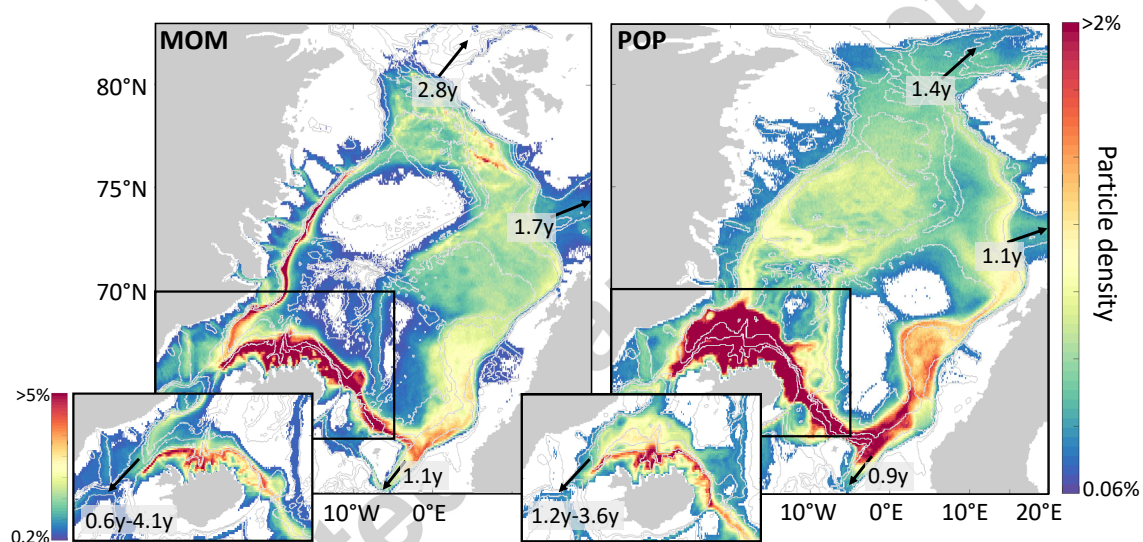 MOM
POP
>2%
80°N
2.8y
1.4y
75°N
1.7y
1.1y
Particle density
70°N
>5%
1.1y
0.9y
0.6y-4.1y
1.2y-3.6y
0.06%
0.2%
10°W 0°E
10°W 0°E 10°E 20°E